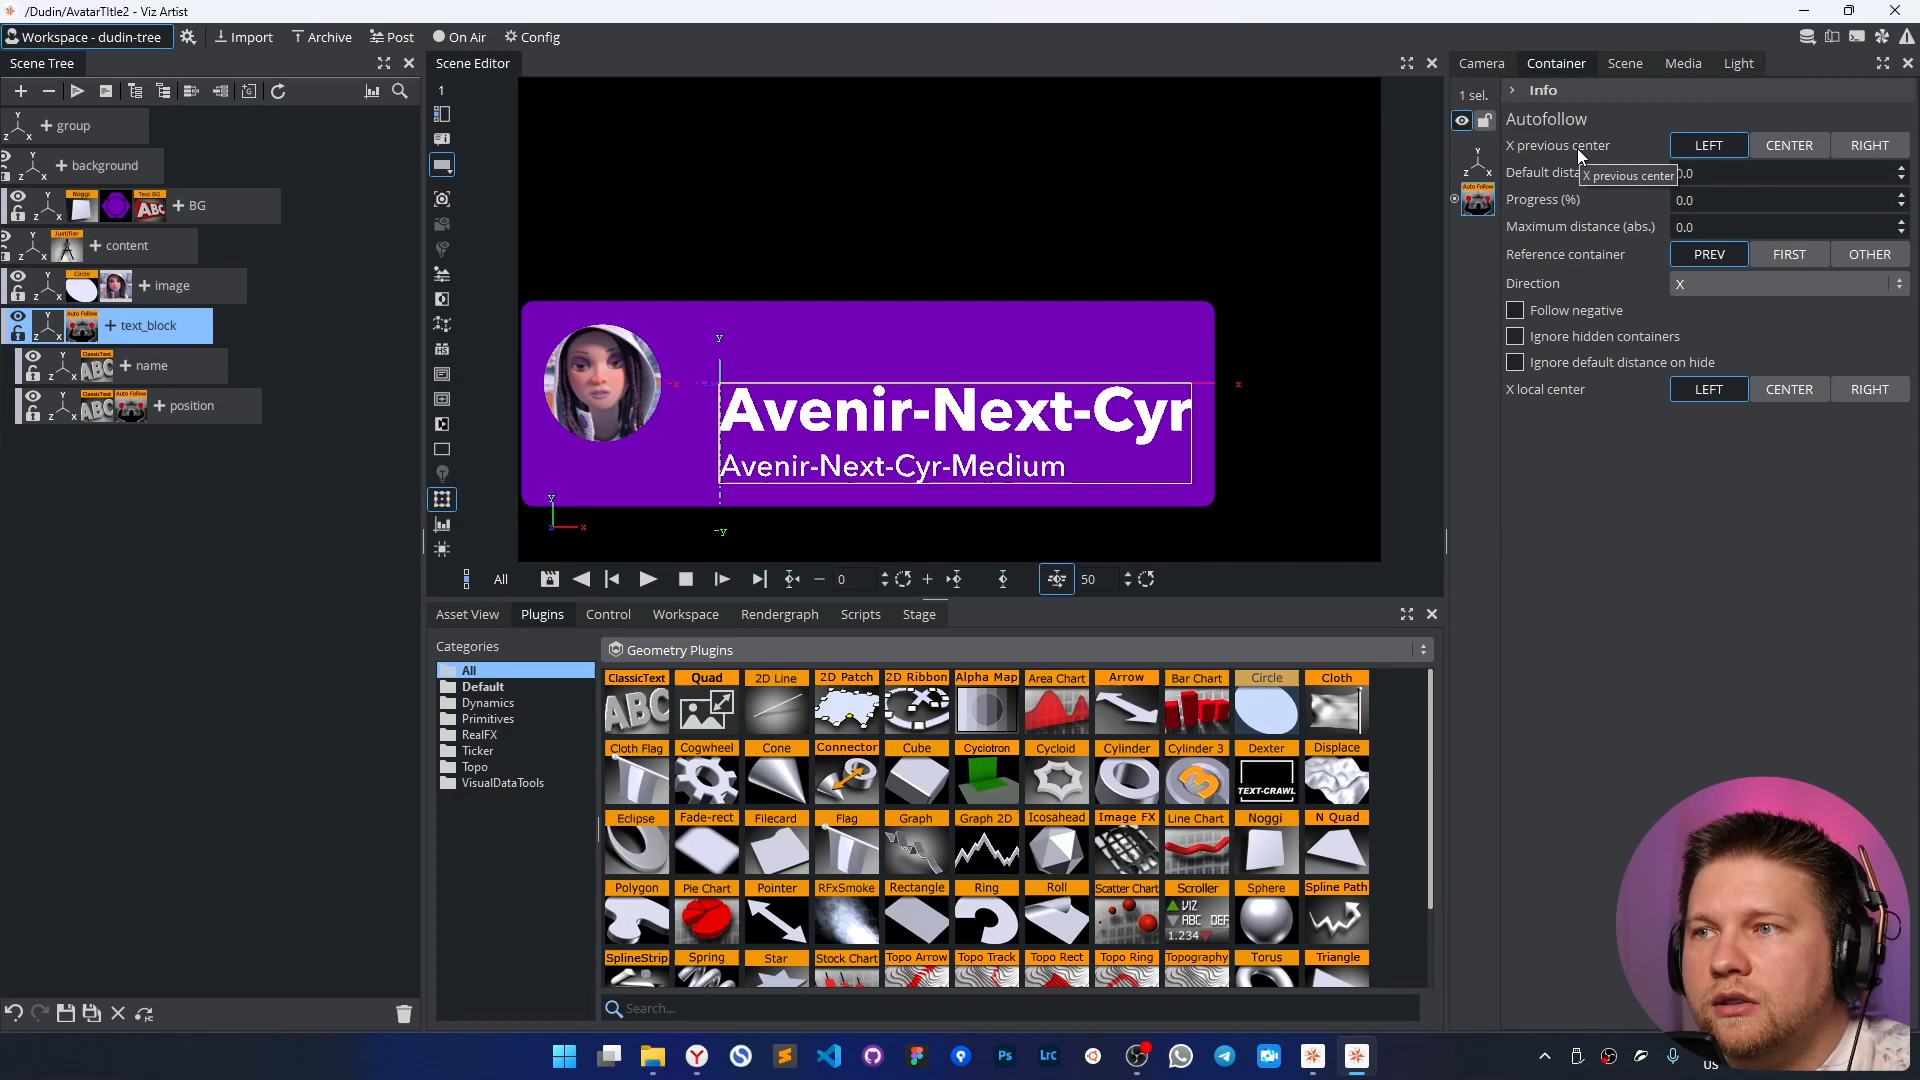 /Dudin/AvatarTItle2 - Viz Artist
Workspace - dudin-tree
Import
Archive
Post
On Air
Config
Scene Tree
Scene Editor
Camera
Container
Scene
Media
Light
1
1 sel.
Info
group
background
BG
content
image
text_block
name
position
Autofollow
X previous center
LEFT
CENTER
RIGHT
Default dista
0.0
X previous center
Progress (%)
0.0
Maximum distance (abs.)
0.0
Reference container
PREV
FIRST
OTHER
Direction
X
Follow negative
Ignore hidden containers
Ignore default distance on hide
X local center
LEFT
CENTER
RIGHT
Avenir-Next-Cyr
Avenir-Next-Cyr-Medium
All
0
50
Asset View
Plugins
Control
Workspace
Rendergraph
Scripts
Stage
Categories
All
Default
Dynamics
Primitives
RealFX
Ticker
Topo
VisualDataTools
Geometry Plugins
ClassicText
Quad
2D Line
2D Patch
2D Ribbon
Alpha Map
Area Chart
Arrow
Bar Chart
Circle
Cloth
Cloth Flag
Cogwheel
Cone
Connector
Cube
Cyclotron
Cycloid
Cylinder
Cylinder 3
Dexter
Displace
TEXT-CRAWL
Eclipse
Fade-rect
Filecard
Flag
Graph
Graph 2D
Icosahead
Image FX
Line Chart
Noggi
N Quad
Polygon
Pie Chart
Pointer
RFxSmoke
Rectangle
Ring
Roll
Scatter Chart
Scroller
Sphere
Spline Path
VIZ
ABC DEF
1.234
SplineStrip
Spring
Star
Stock Chart
Topo Arrow
Topo Track
Topo Rect
Topo Ring
Topography
Torus
Triangle
Search...
US